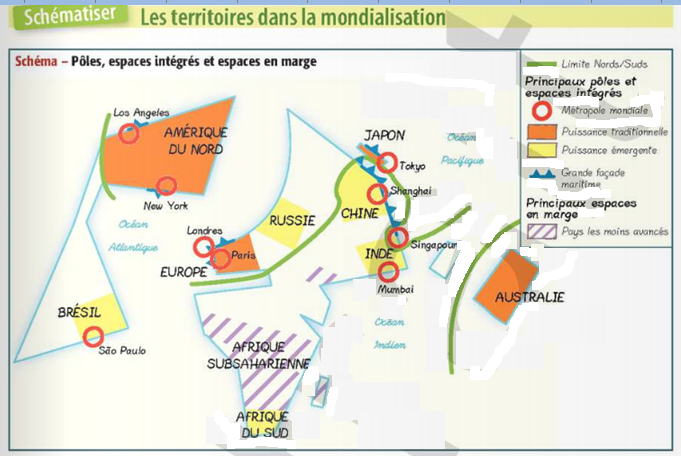 Schématiser
Les territoires dans la mondialisation
Schéma – Pôles, espaces intégrés et espaces en marge
Limite Nords/Suds
Principaux pôles et
espaces intégrés
Métropole mondiale
Puissance traditionnelle
Puissance émergente
Grande façade
maritime
Principaux espaces
en marge
Pays les moins avancés
Los Angeles
AMÉRIQUE
DU NORD
New York
Océan
Atlantique
Londres
Paris
EUROPE
RUSSIE
JAPON
Tokyo
Océan
Pacifique
Shanghai
CHINE
Singapour
INDE
Mumbai
Océan
Indien
AUSTRALIE
BRÉSIL
São Paulo
AFRIQUE
SUBSAHARIENNE
AFRIQUE
DU SUD